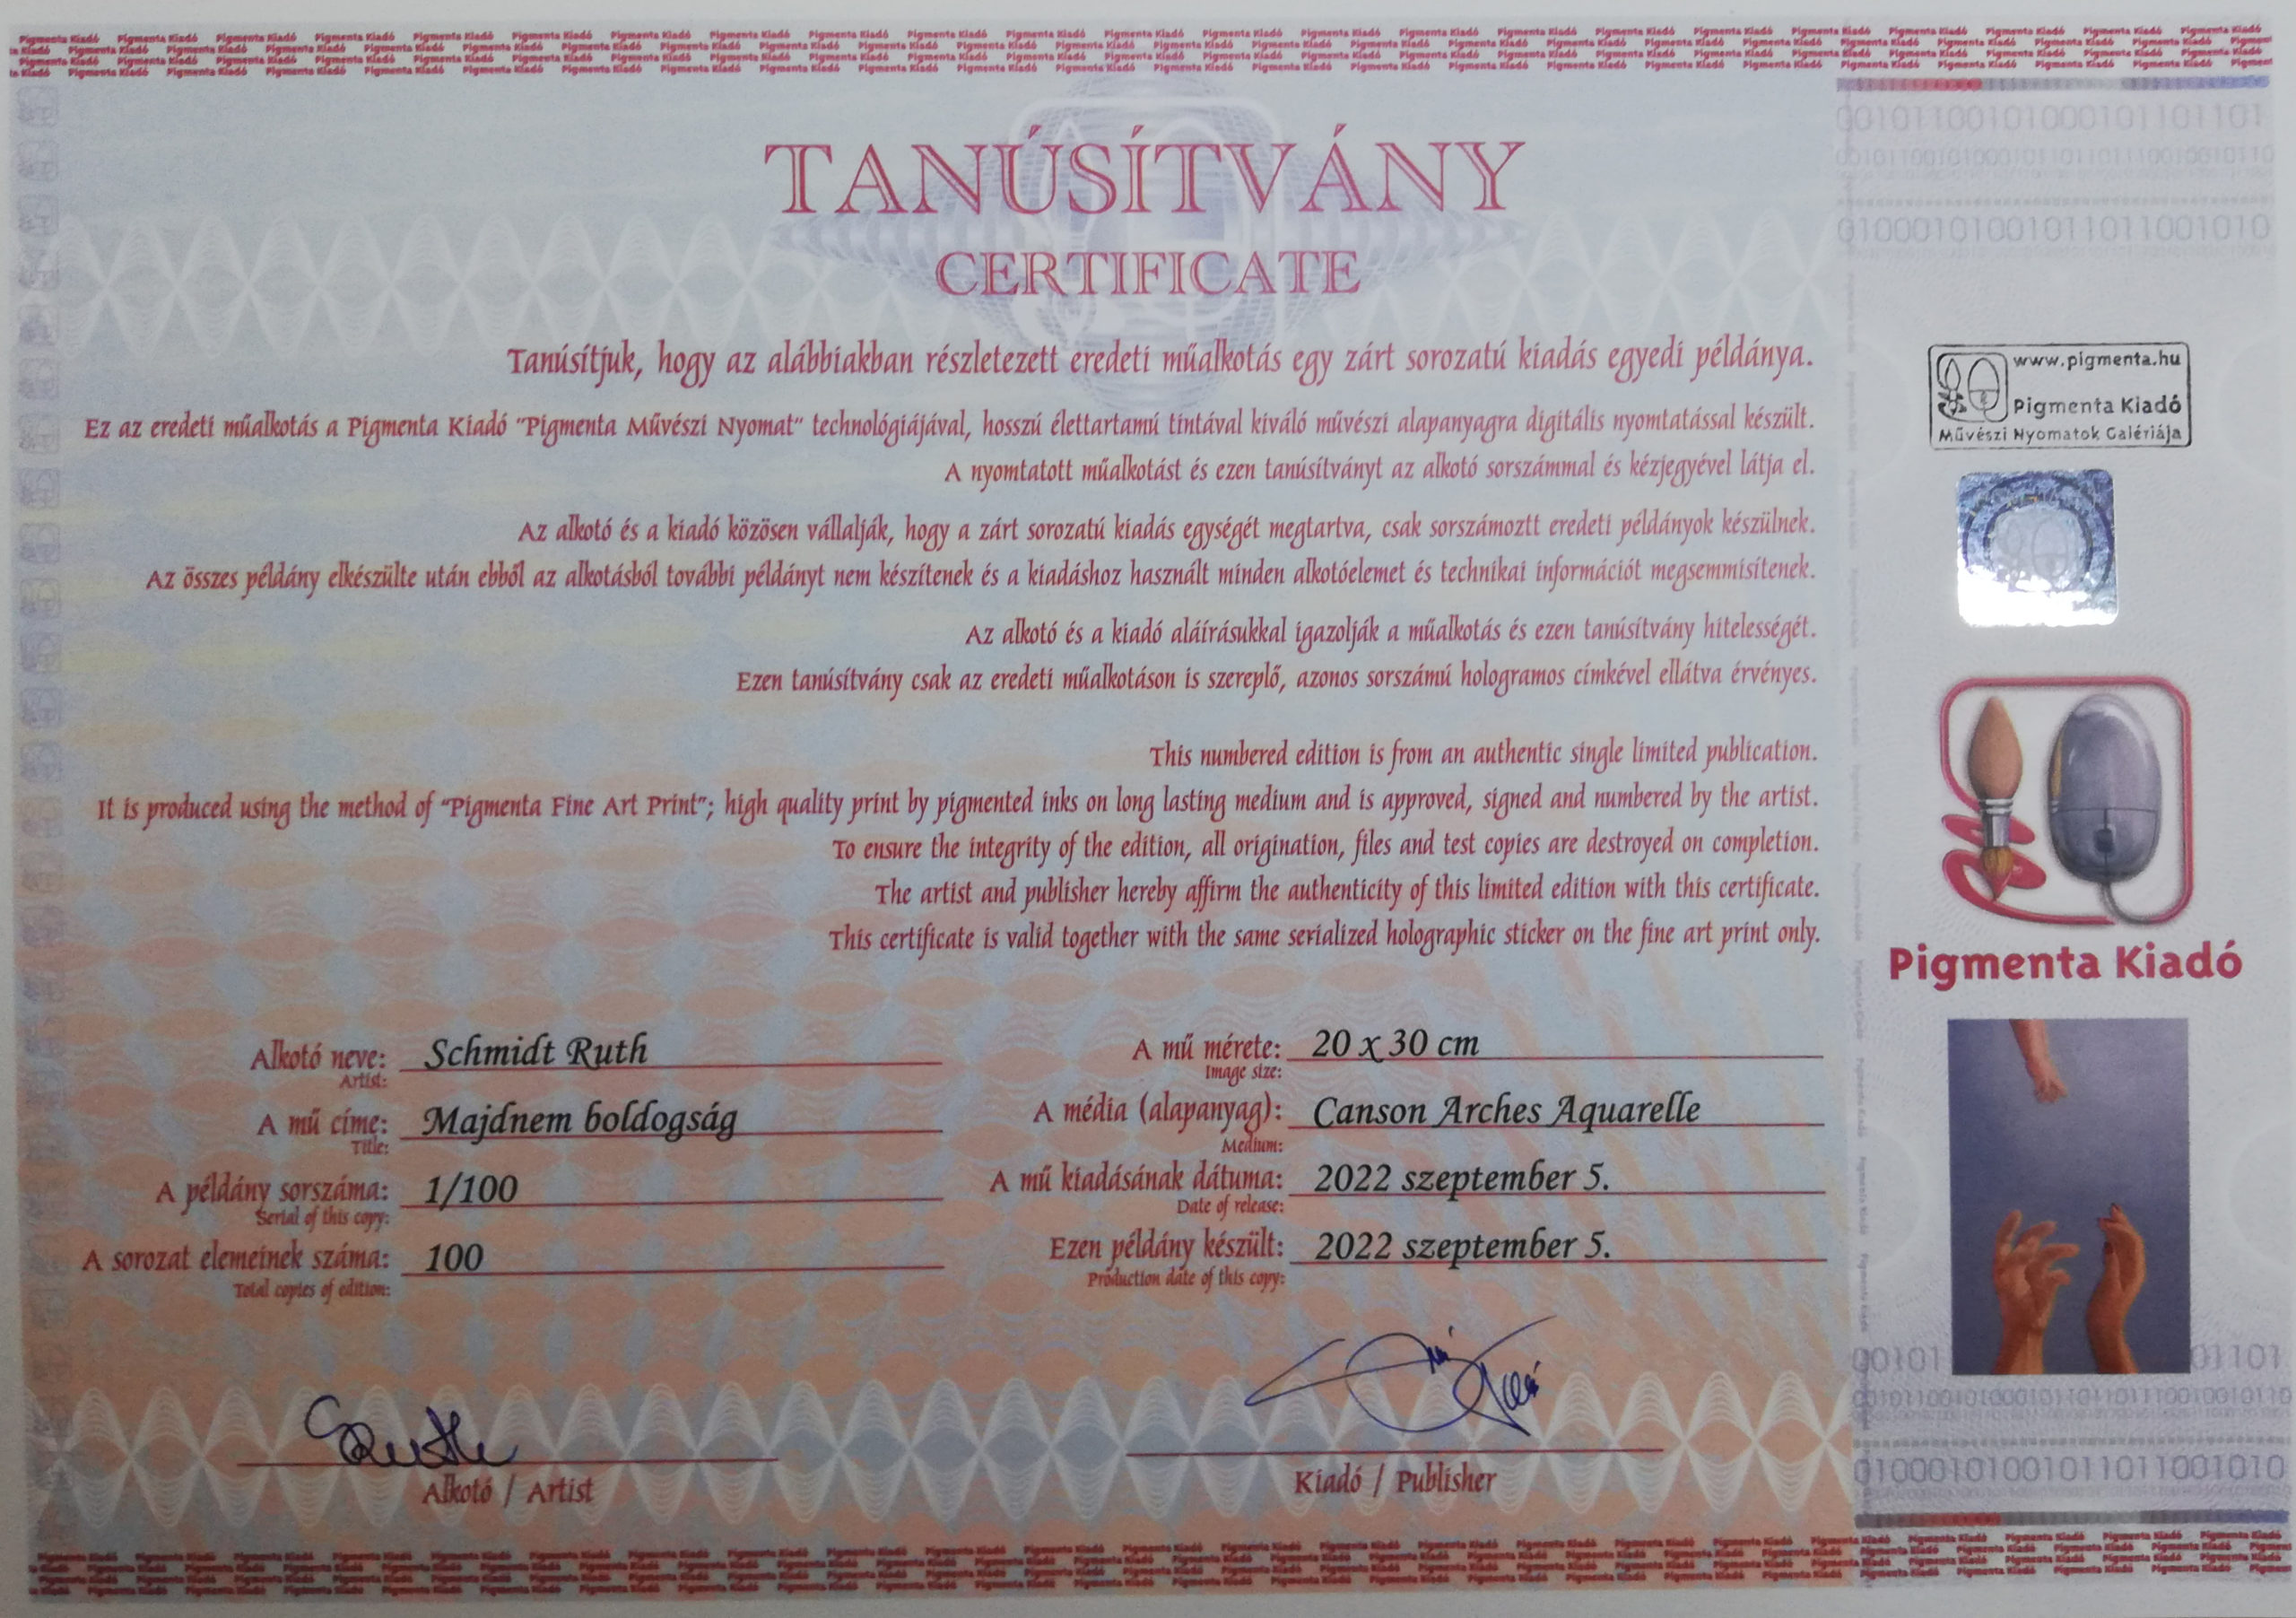 Pigmenta Kiadó
TANÚSÍTVÁNY
CERTIFICATE
Tanúsítjuk, hogy az alábbiakban részletezett eredeti műalkotás egy zárt sorozatú kiadás egyedi példánya.
Ez az eredeti műalkotás a Pigmenta Kiadó "Pigmenta Művészi Nyomat" technológiájával, hosszú élettartamú tintával kiváló művészi alapanyagra digitális nyomtatással készült.
A nyomtatott műalkotást és ezen tanúsítványt az alkotó sorszámmal és kézjegyével látja el.
Az alkotó és a kiadó közösen vállalják, hogy a zárt sorozatú kiadás egységét megtartva, csak sorszámoztt eredeti példányok készülnek.
Az összes példány elkészülte után ebből az alkotásból további példányt nem készítenek és a kiadáshoz használt minden alkotóelemet és technikai információt megsemmisítenek.
Az alkotó és a kiadó aláírásukkal igazolják a műalkotás és ezen tanúsítvány hitelességét.
Ezen tanúsítvány csak az eredeti műalkotáson is szereplő, azonos sorszámú hologramos címkével ellátva érvényes.
This numbered edition is from an authentic single limited publication.
It is produced using the method of "Pigmenta Fine Art Print"; high quality print by pigmented inks on long lasting medium and is approved, signed and numbered by the artist.
To ensure the integrity of the edition, all origination, files and test copies are destroyed on completion.
The artist and publisher hereby affirm the authenticity of this limited edition with this certificate.
This certificate is valid together with the same serialized holographic sticker on the fine art print only.
Alkotó neve: Schmidt Ruth
Artist:
A mű címe: Majdnem boldogság
Title:
A példány sorszáma: 1/100
Serial of this copy:
A sorozat elemeinek száma: 100
Total copies of edition:
A mű mérete: 20 x 30 cm
Image size:
A média (alapanyag): Canson Arches Aquarelle
Medium:
A mű kiadásának dátuma: 2022 szeptember 5.
Date of release:
Ezen példány készült: 2022 szeptember 5.
Production date of this copy:
Alkotó / Artist
Kiadó / Publisher
00101100101000101101101
01000101001011011001010
www.pigmenta.hu
Pigmenta Kiadó
Művészi Nyomatok Galériája
Pigmenta Kiadó
00101
01101
01000101001011011001010